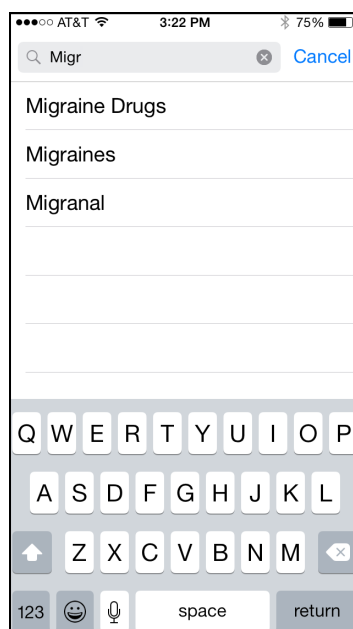 AT&T 3:22 PM 75%
Migr Cancel
Migraine Drugs
Migraines
Migranal
Q W E R T Y U I O P
A S D F G H J K L
Z X C V B N M
123 space return